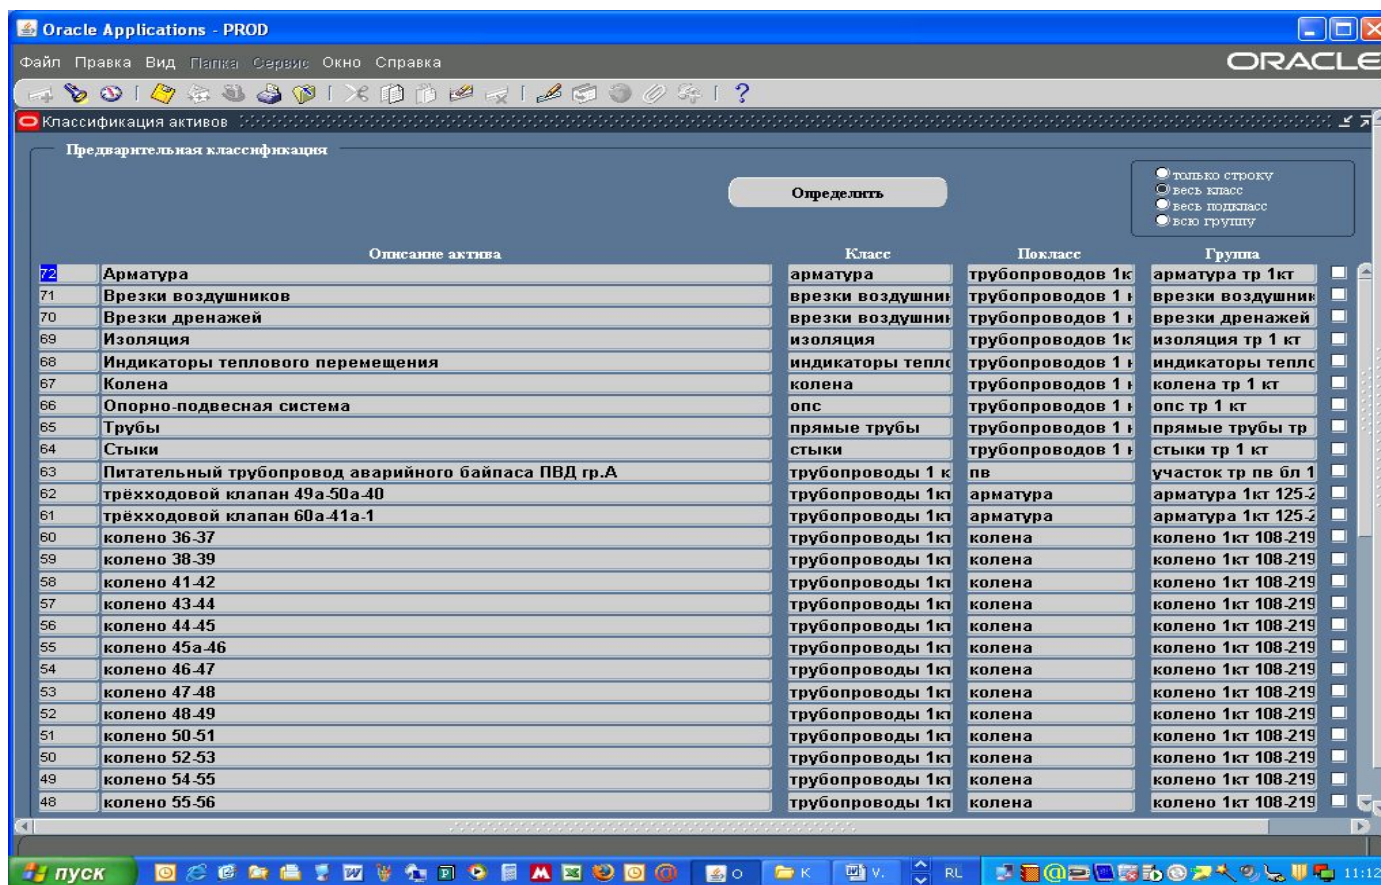 Oracle Applications - PROD
Файл Правка Вид Папка Сервис Окно Справка
ORACLE
Классификация активов
Предварительная классификация
Определить
только строку
весь класс
весь подкласс
всю группу
Описание актива Класс Покласс Группа
72 Арматура арматура трубопроводов 1к арматура тр 1кт
71 Врезки воздушников врезки воздушник трубопроводов 1 врезки воздушник
70 Врезки дренажей врезки воздушник трубопроводов 1 врезки дренажей
69 Изоляция изоляция трубопроводов 1к изоляция тр 1 кт
68 Индикаторы теплового перемещения индикаторы тепло трубопроводов 1 индикаторы тепло
67 Колена колена трубопроводов 1 колена тр 1 кт
66 Опорно-подвесная система опс трубопроводов 1 опс тр 1 кт
65 Трубы прямые трубы трубопроводов 1 прямые трубы тр
64 Стыки стыки трубопроводов 1 стыки тр 1 кт
63 Питательный трубопровод аварийного байпаса ПВД гр.А трубопроводы 1 к пв участок тр пв бл 1
62 трёхходовой клапан 49а-50а-40 трубопроводы 1кт арматура арматура 1кт 125-2
61 трёхходовой клапан 60а-41а-1 трубопроводы 1кт арматура арматура 1кт 125-2
60 колено 36-37 трубопроводы 1кт колена колено 1кт 108-219
59 колено 38-39 трубопроводы 1кт колена колено 1кт 108-219
58 колено 41-42 трубопроводы 1кт колена колено 1кт 108-219
57 колено 43-44 трубопроводы 1кт колена колено 1кт 108-219
56 колено 44-45 трубопроводы 1кт колена колено 1кт 108-219
55 колено 45а-46 трубопроводы 1кт колена колено 1кт 108-219
54 колено 46-47 трубопроводы 1кт колена колено 1кт 108-219
53 колено 47-48 трубопроводы 1кт колена колено 1кт 108-219
52 колено 48-49 трубопроводы 1кт колена колено 1кт 108-219
51 колено 50-51 трубопроводы 1кт колена колено 1кт 108-219
50 колено 52-53 трубопроводы 1кт колена колено 1кт 108-219
49 колено 54-55 трубопроводы 1кт колена колено 1кт 108-219
48 колено 55-56 трубопроводы 1кт колена колено 1кт 108-219
пуск О К V. RL 11:12